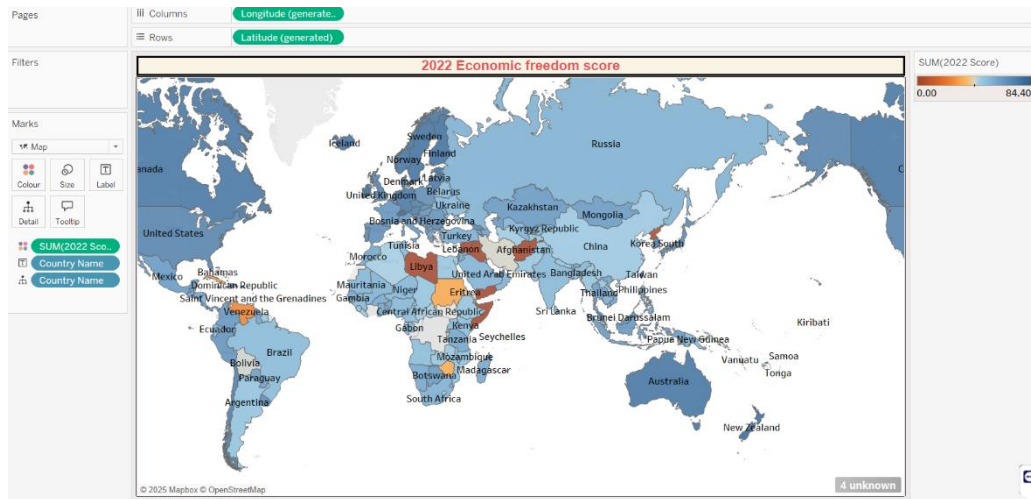 Pages
Columns
Longitude (generate..
Rows
Latitude (generated)
Filters
2022 Economic freedom score
SUM(2022 Score)
0.00
84.40
Marks
Map
Colour
Size
Label
Detail
Tooltip
SUM(2022 Sco..
Country Name
Country Name
Iceland
Sweden
Finland
Norway
Russia
Denmark
Latvia
United Kingdom
Belarus
Ukraine
Kazakhstan
Mongolia
Bosnia and Herzegovina
Kyrgyz Republic
Turkey
Korea South
China
Tunisia
Lebanon
Afghanistan
Morocco
Libya
United Arab Emirates
Bangladesh
Taiwan
anada
United States
Mexico
Bahamas
Dominican Republic
Saint Vincent and the Grenadines
Mauritania
Niger
Eritrea
Gambia
Thailand
Philippines
Venezuela
Central African Republic
Sri Lanka
Brunei Darussalam
Kiribati
Ecuador
Gabon
Kenya
Seychelles
Tanzania
Papua New Guinea
Brazil
Bolivia
Mozambique
Madagascar
Vanuatu
Samoa
Tonga
Paraguay
Botswana
Australia
Argentina
South Africa
New Zealand
C
4 unknown
© 2025 Mapbox © OpenStreetMap